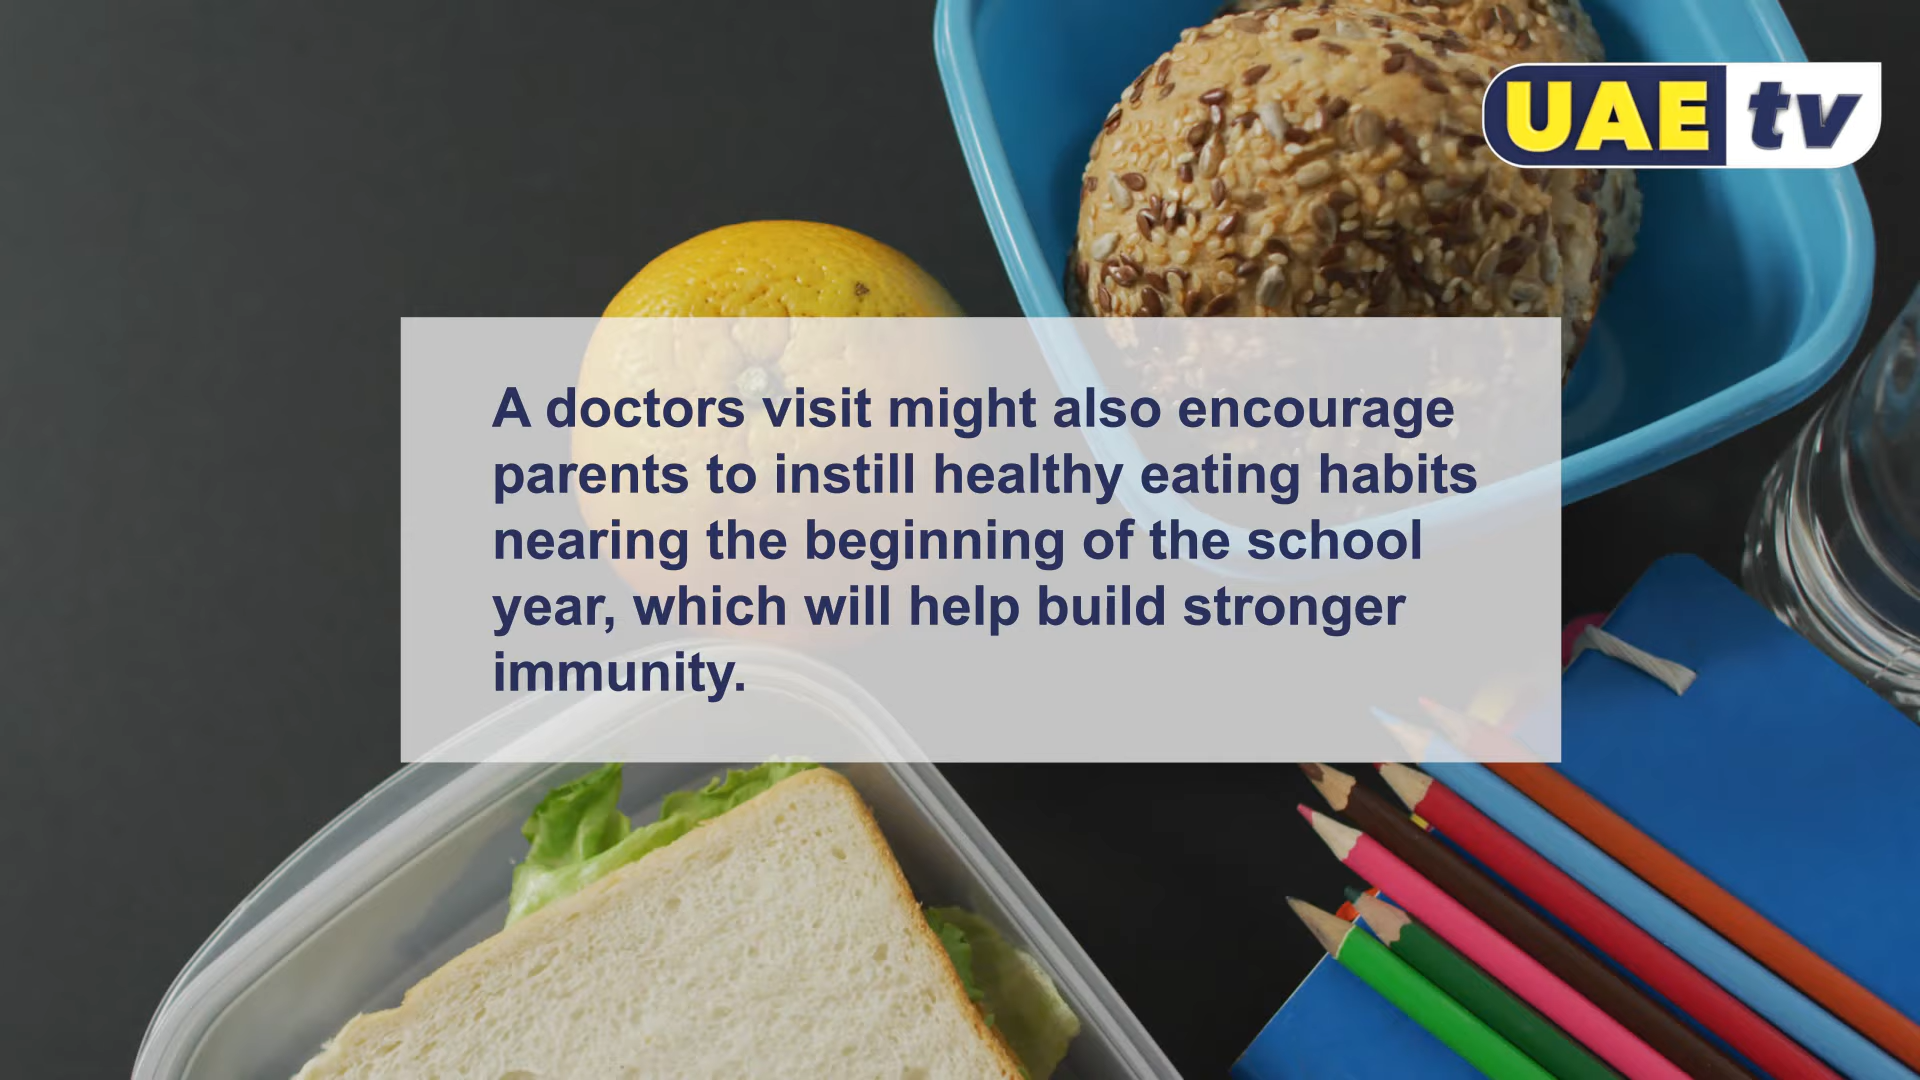 UAE tv
A doctors visit might also encourage
parents to instill healthy eating habits
nearing the beginning of the school
year, which will help build stronger
immunity.